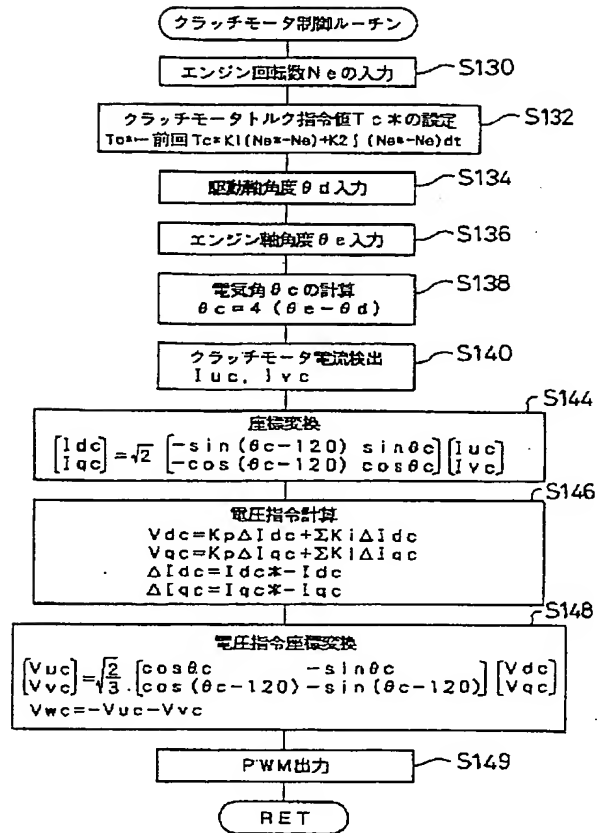 クラッチモータ制御ルーチン
エンジン回転数Neの入力
S130
クラッチモータトルク指令値Tc*の設定
Tc*←前回Tc*K1(Ne*-Ne)+K2∫(Ne*-Ne)dt
S132
駆動軸角度θd入力
S134
エンジン軸角度θe入力
S136
電気角θcの計算
θc=4(θe-θd)
S138
クラッチモータ電流検出
Iuc, Ivc
S140
座標変換
[Idc] =√2 [-sin(θc-120) sinθc] [Iuc]
[Iqc] [-cos(θc-120) cosθc] [Ivc]
S144
電圧指令計算
Vdc=KpΔIdc+ΣKiΔIdc
Vqc=KpΔIqc+ΣKiΔIqc
ΔIdc=Idc*-Idc
ΔIqc=Iqc*-Iqc
S146
電圧指令座標変換
[Vuc] =√2/3・[cosθc -sinθc] [Vdc]
[Vvc] [cos(θc-120)-sin(θc-120)] [Vqc]
Vwc=-Vuc-Vvc
S148
PWM出力
S149
RET